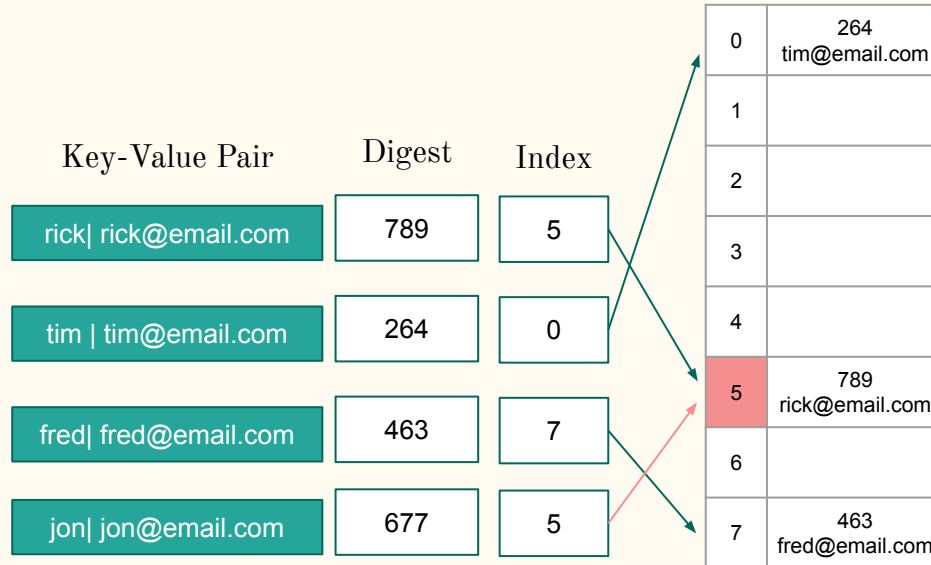 Key-Value Pair Digest Index
rick| rick@email.com 789 5
tim | tim@email.com 264 0
fred| fred@email.com 463 7
jon| jon@email.com 677 5
0 264
tim@email.com
1
2
3
4
5 789
rick@email.com
6
7 463
fred@email.com